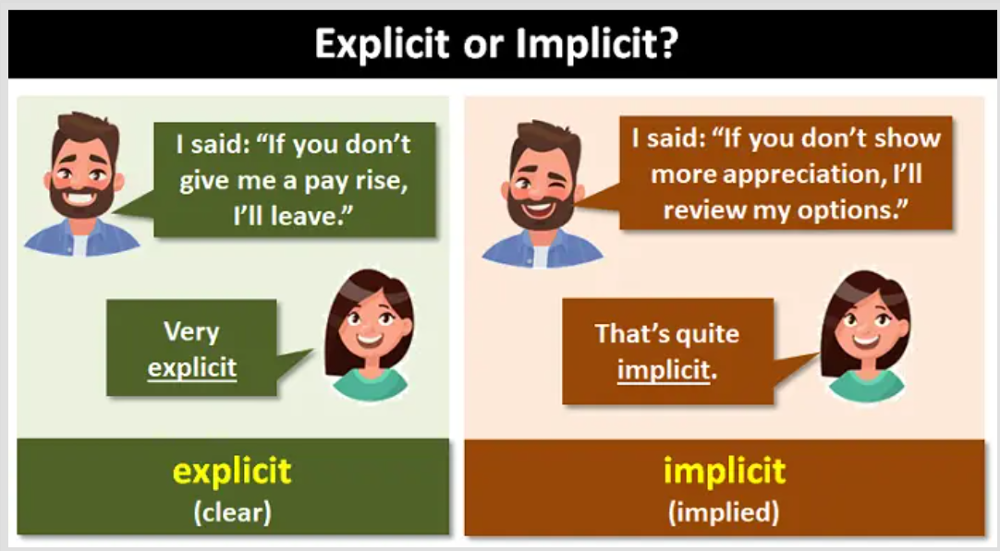 Explicit or Implicit?
I said: “If you don’t
give me a pay rise,
I’ll leave.”
Very
explicit
explicit
(clear)
I said: “If you don’t show
more appreciation, I’ll
review my options.”
That’s quite
implicit.
implicit
(implied)